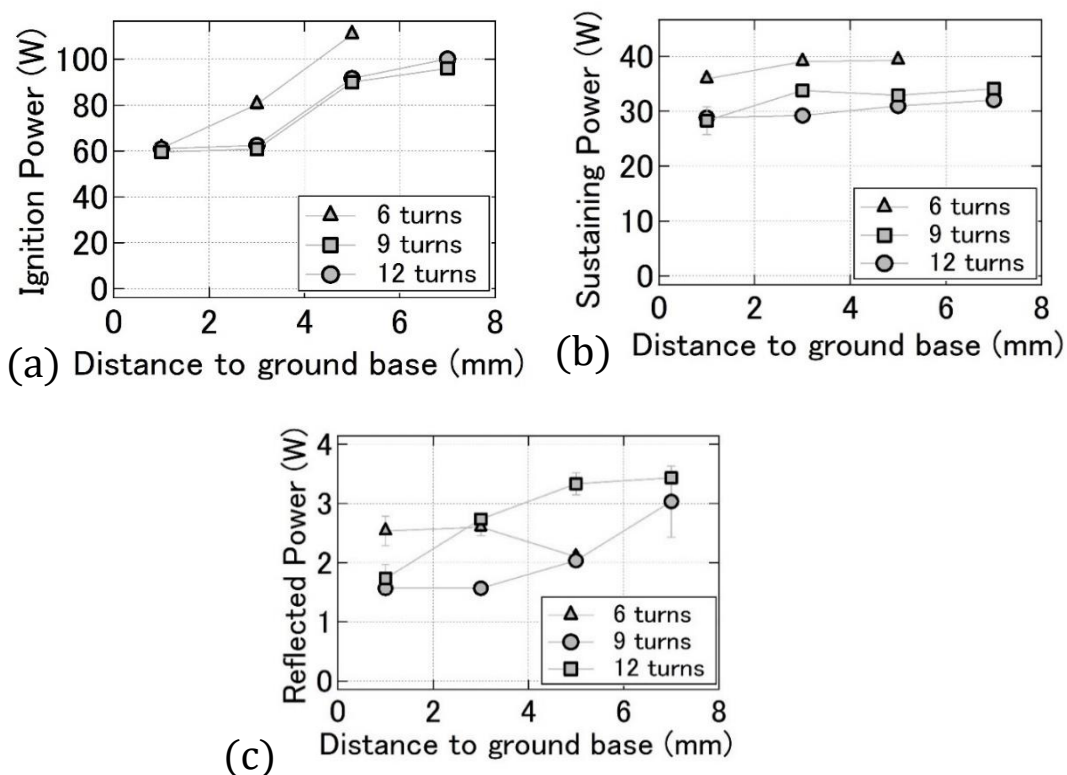 Ignition Power (W)
100
80
60
40
20
0
6 turns
9 turns
12 turns
0 2 4 6 8
(a) Distance to ground base (mm)
Sustaining Power (W)
40
30
20
10
0
6 turns
9 turns
12 turns
0 2 4 6 8
(b) Distance to ground base (mm)
Reflected Power (W)
4
3
2
1
0
6 turns
9 turns
12 turns
0 2 4 6 8
(c) Distance to ground base (mm)